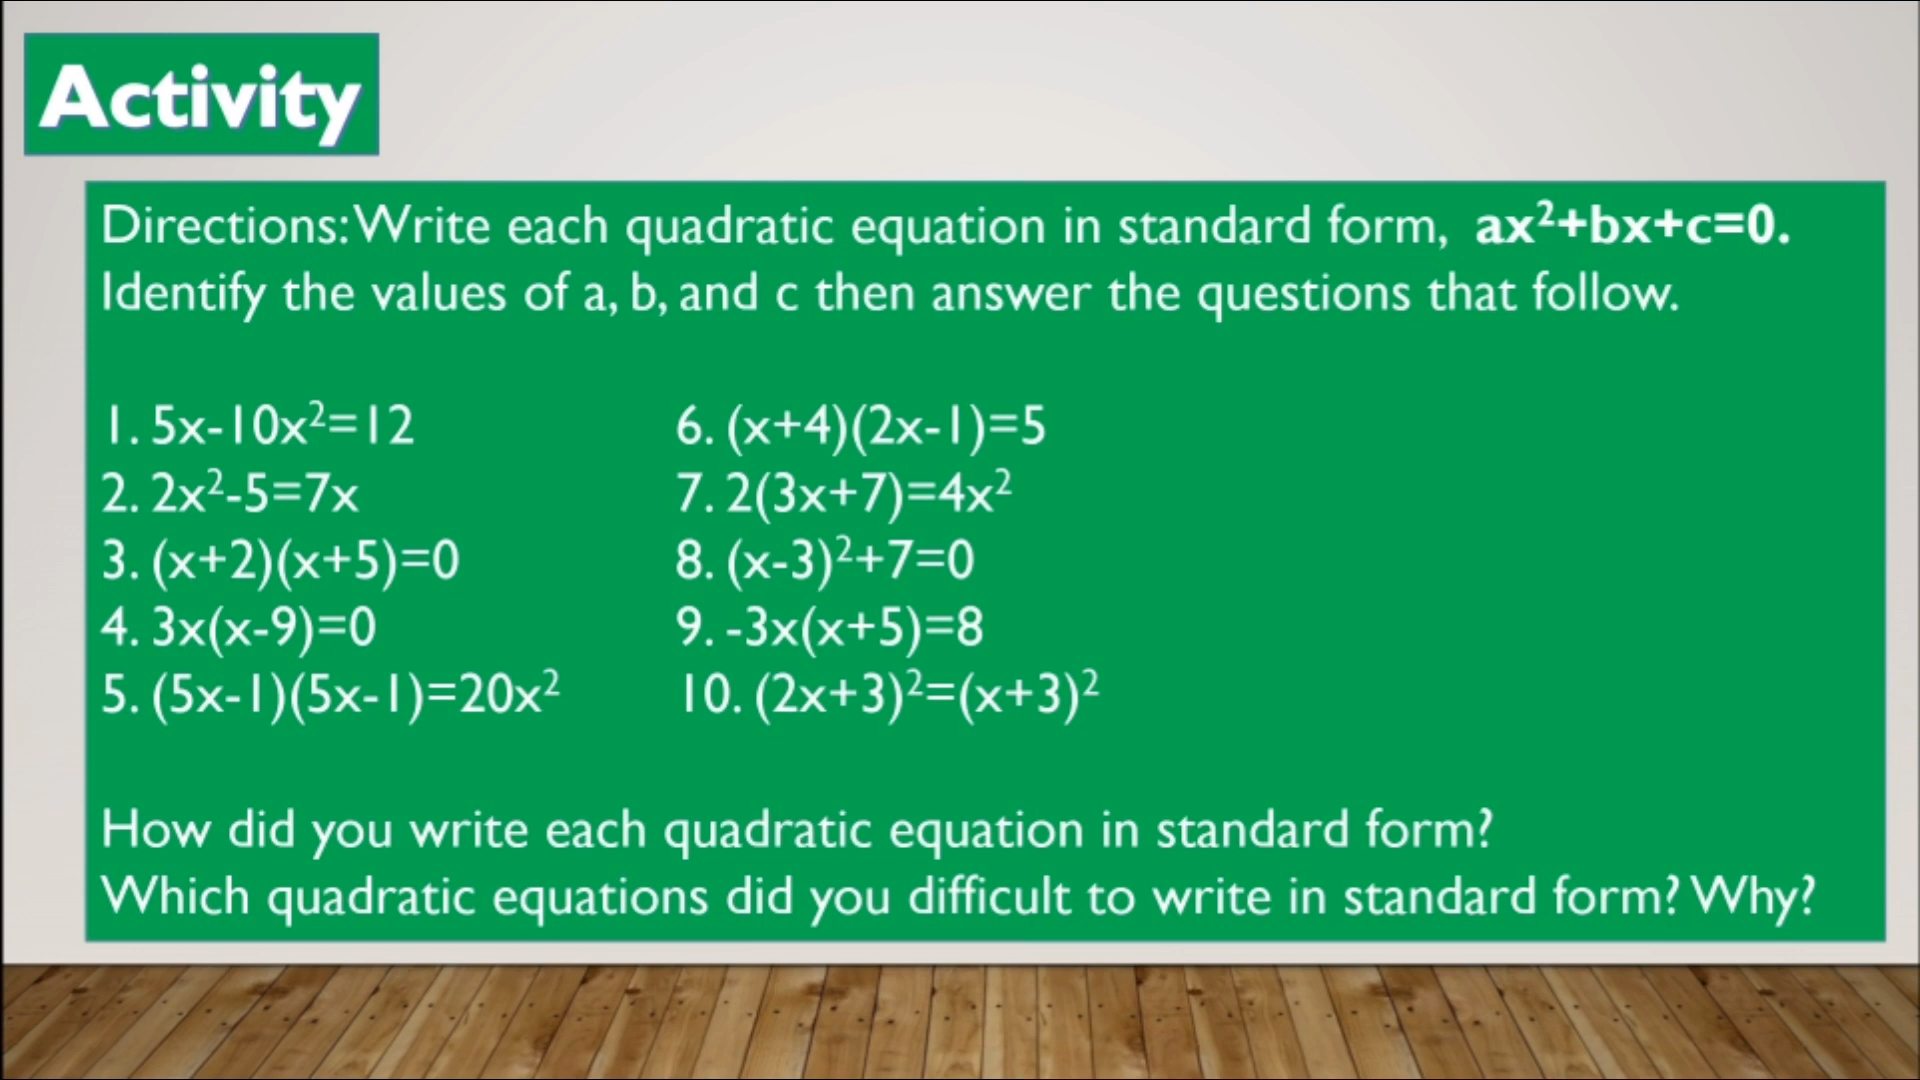 Activity
Directions: Write each quadratic equation in standard form, ax²+bx+c=0.
Identify the values of a, b, and c then answer the questions that follow.
1. 5x-10x²=12
2. 2x²-5=7x
3. (x+2)(x+5)=0
4. 3x(x-9)=0
5. (5x-1)(5x-1)=20x²
6. (x+4)(2x-1)=5
7. 2(3x+7)=4x²
8. (x-3)²+7=0
9. -3x(x+5)=8
10. (2x+3)²=(x+3)²
How did you write each quadratic equation in standard form?
Which quadratic equations did you difficult to write in standard form? Why?